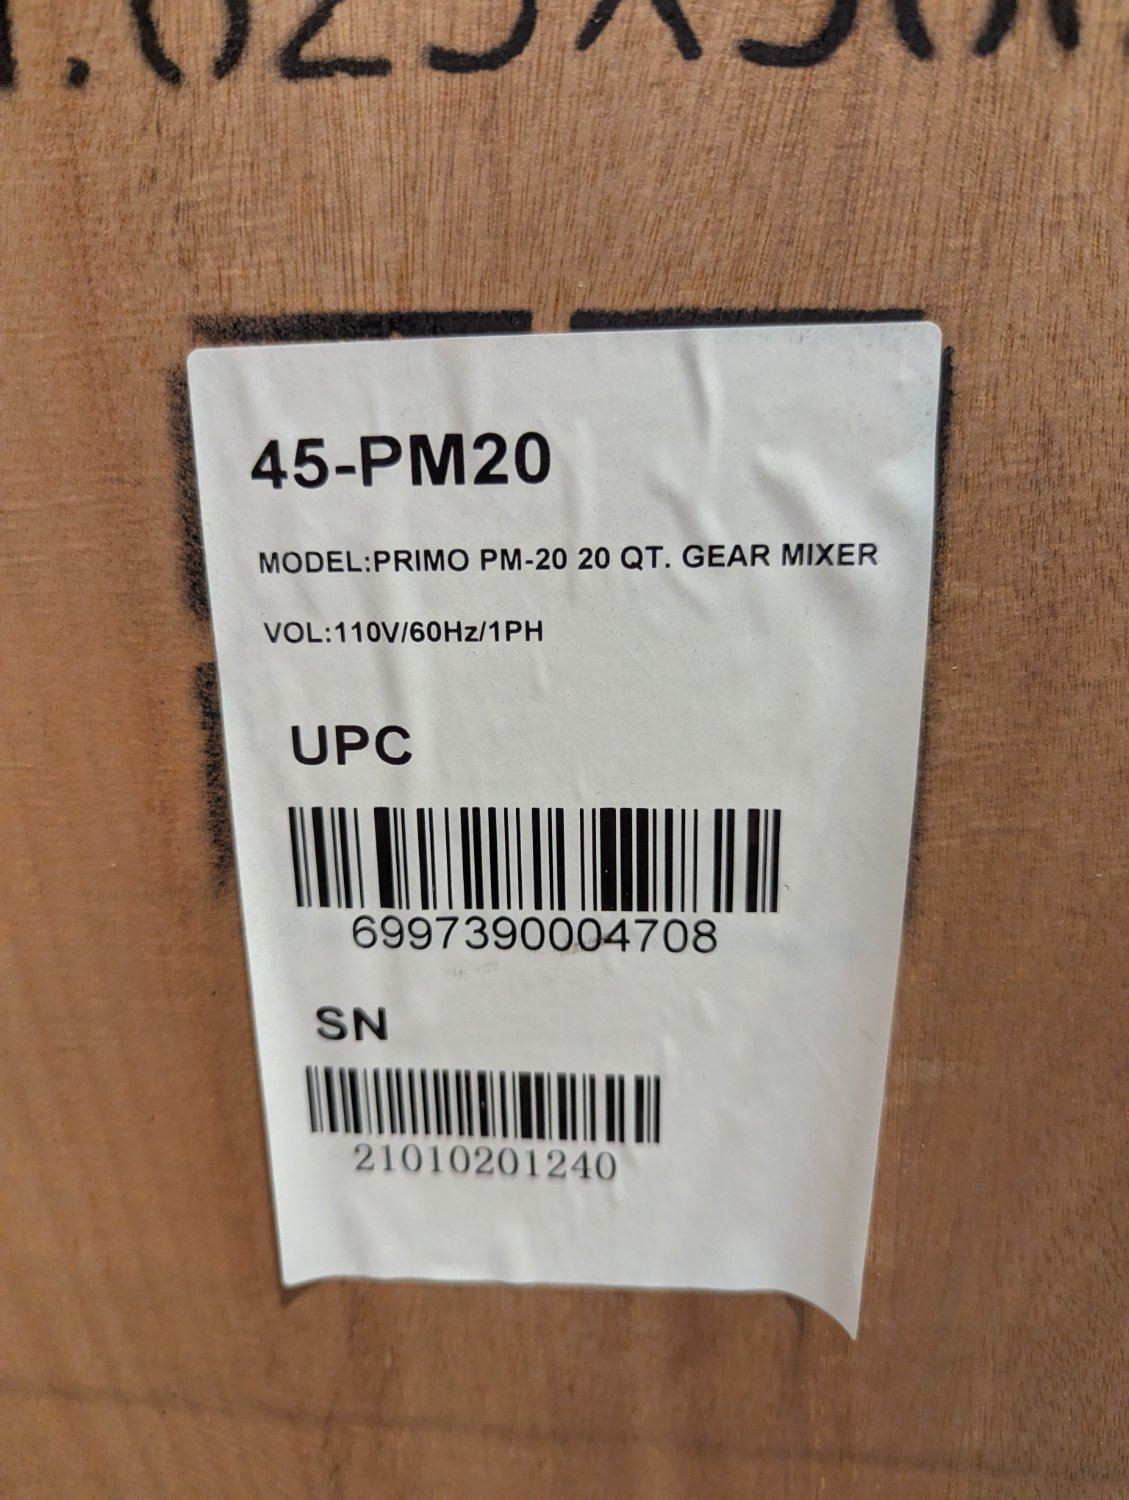 45-PM20
MODEL:PRIMO PM-20 20 QT. GEAR MIXER
VOL:110V/60Hz/1PH
UPC
6997390004708
SN
21010201240